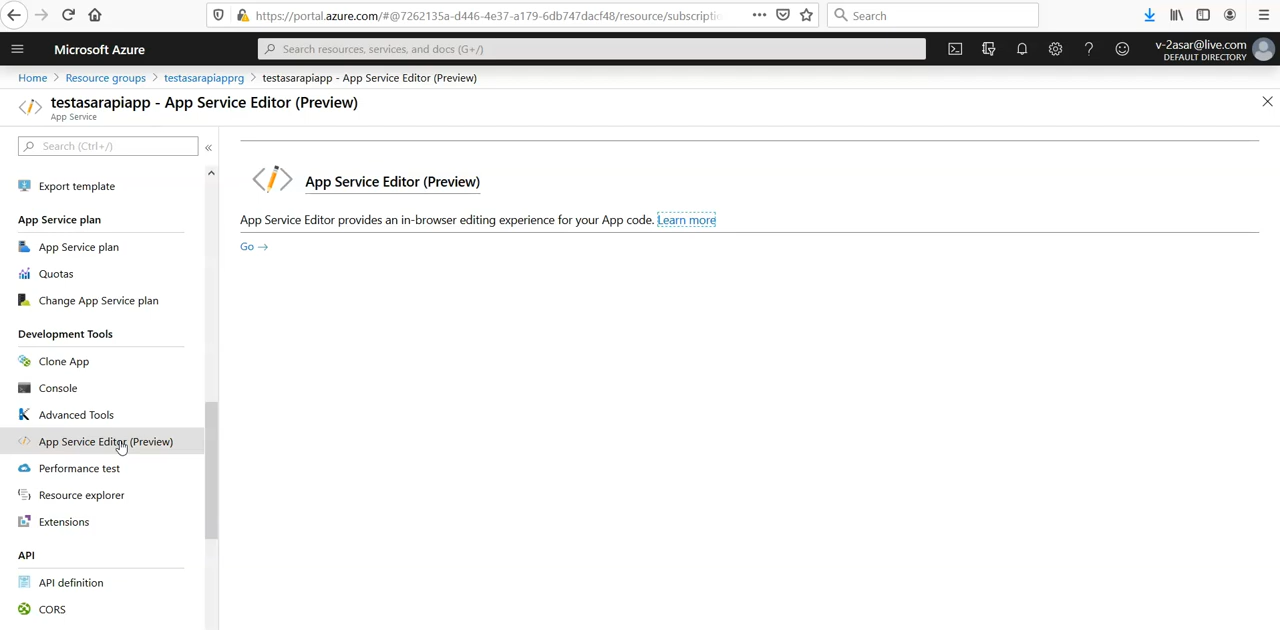 https://portal.azure.com/#@7262135a-d446-4e37-a179-6db747dacf48/resource/subscripti
Search
Microsoft Azure
Search resources, services, and docs (G+/)
v-2asar@live.com
DEFAULT DIRECTORY
Home > Resource groups > testasarapiapprg > testasarapiapp - App Service Editor (Preview)
testasarapiapp - App Service Editor (Preview)
App Service
Search (Ctrl+/)
Export template
App Service plan
App Service plan
Quotas
Change App Service plan
Development Tools
Clone App
Console
Advanced Tools
App Service Editor (Preview)
Performance test
Resource explorer
Extensions
API
API definition
CORS
App Service Editor (Preview)
App Service Editor provides an in-browser editing experience for your App code. Learn more
Go →